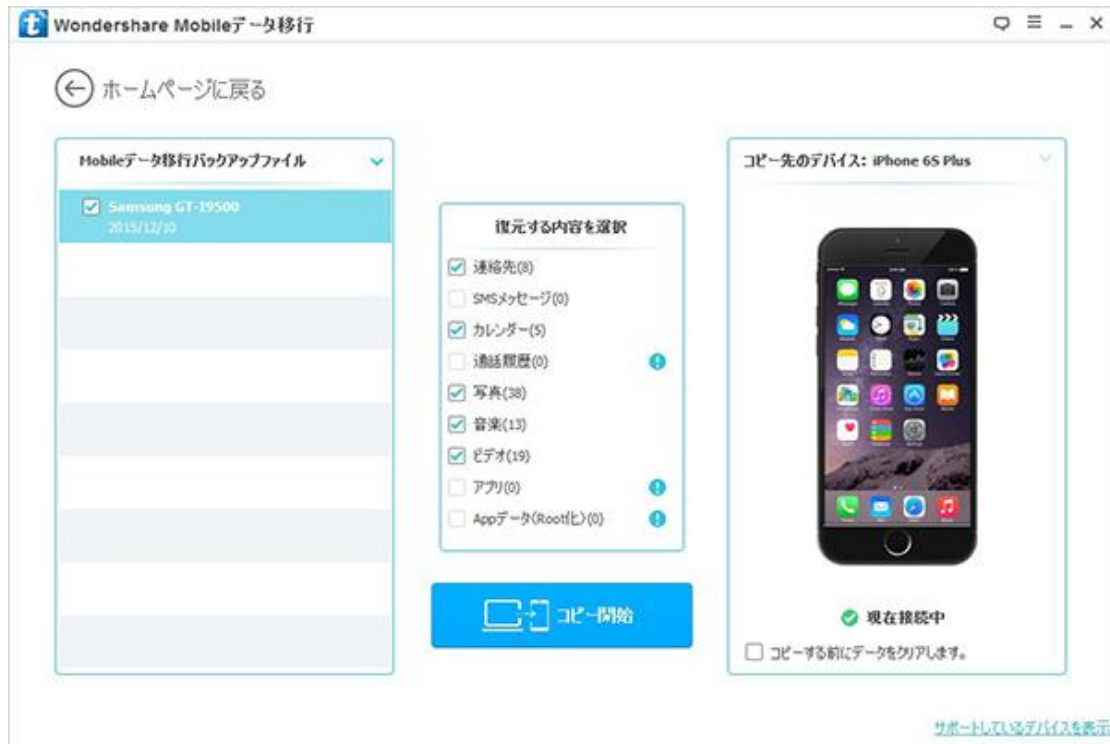 Wondershare Mobileデータ移行
ホームページに戻る
Mobileデータ移行バックアップファイル
Samsung GT-I9500
2015/12/10
復元する内容を選択
連絡先(8)
SMSメッセージ(0)
カレンダー(5)
通話履歴(0)
写真(38)
音楽(13)
ビデオ(19)
アプリ(0)
Appデータ(Root化)(0)
コピー開始
コピー先のデバイス: iPhone 6S Plus
現在接続中
コピーする前にデータをクリアします。
サポートしているデバイスを表示